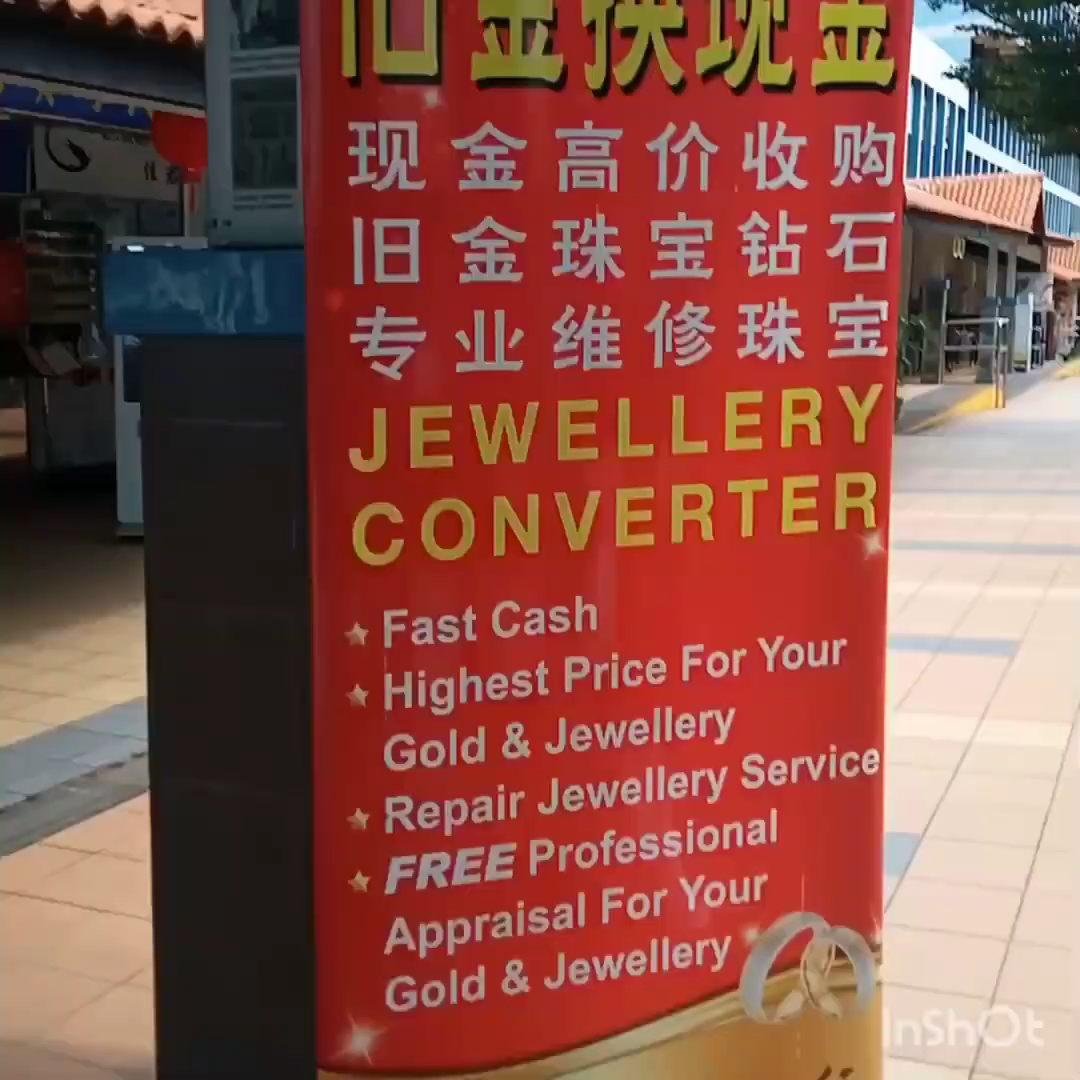 旧金换现金
现金高价收购
旧金珠宝钻石
专业维修珠宝
JEWELLERY
CONVERTER
Fast Cash
Highest Price For Your
Gold & Jewellery
Repair Jewellery Service
FREE Professional
Appraisal For Your
Gold & Jewellery
InShOt